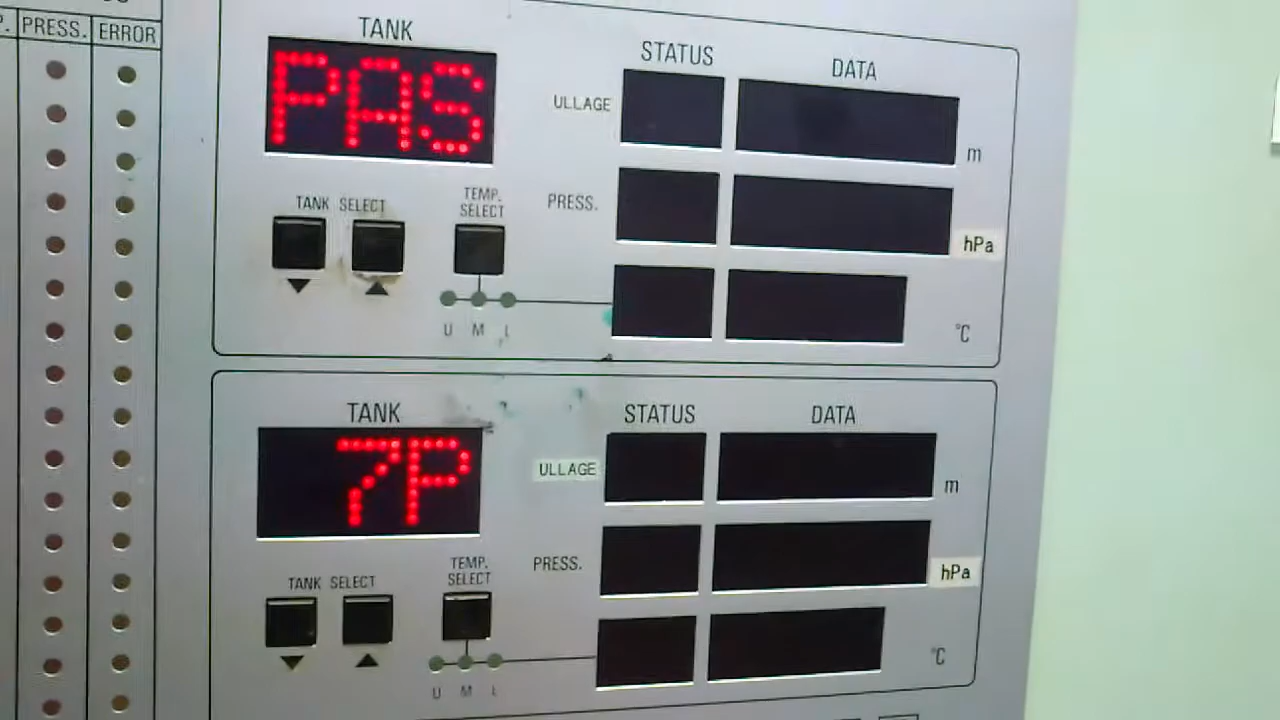 PRESS. ERROR
TANK
PAS
STATUS DATA
ULLAGE
m
TANK SELECT
TEMP.
SELECT
PRESS.
hPa
U M L
℃
TANK
7P
STATUS DATA
ULLAGE
m
TANK SELECT
TEMP.
SELECT
PRESS.
hPa
U M L
℃